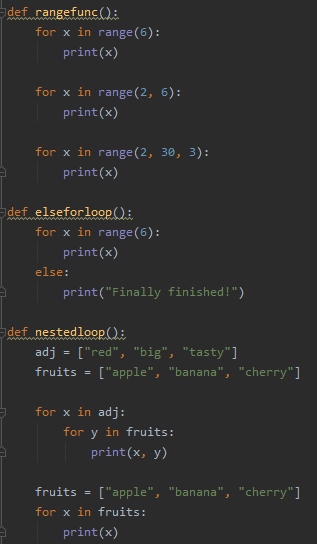 def rangefunc():
    for x in range(6):
        print(x)

    for x in range(2, 6):
        print(x)

    for x in range(2, 30, 3):
        print(x)

def elseforloop():
    for x in range(6):
        print(x)
    else:
        print("Finally finished!")

def nestedloop():
    adj = ["red", "big", "tasty"]
    fruits = ["apple", "banana", "cherry"]

    for x in adj:
        for y in fruits:
            print(x, y)

    fruits = ["apple", "banana", "cherry"]
    for x in fruits:
        print(x)